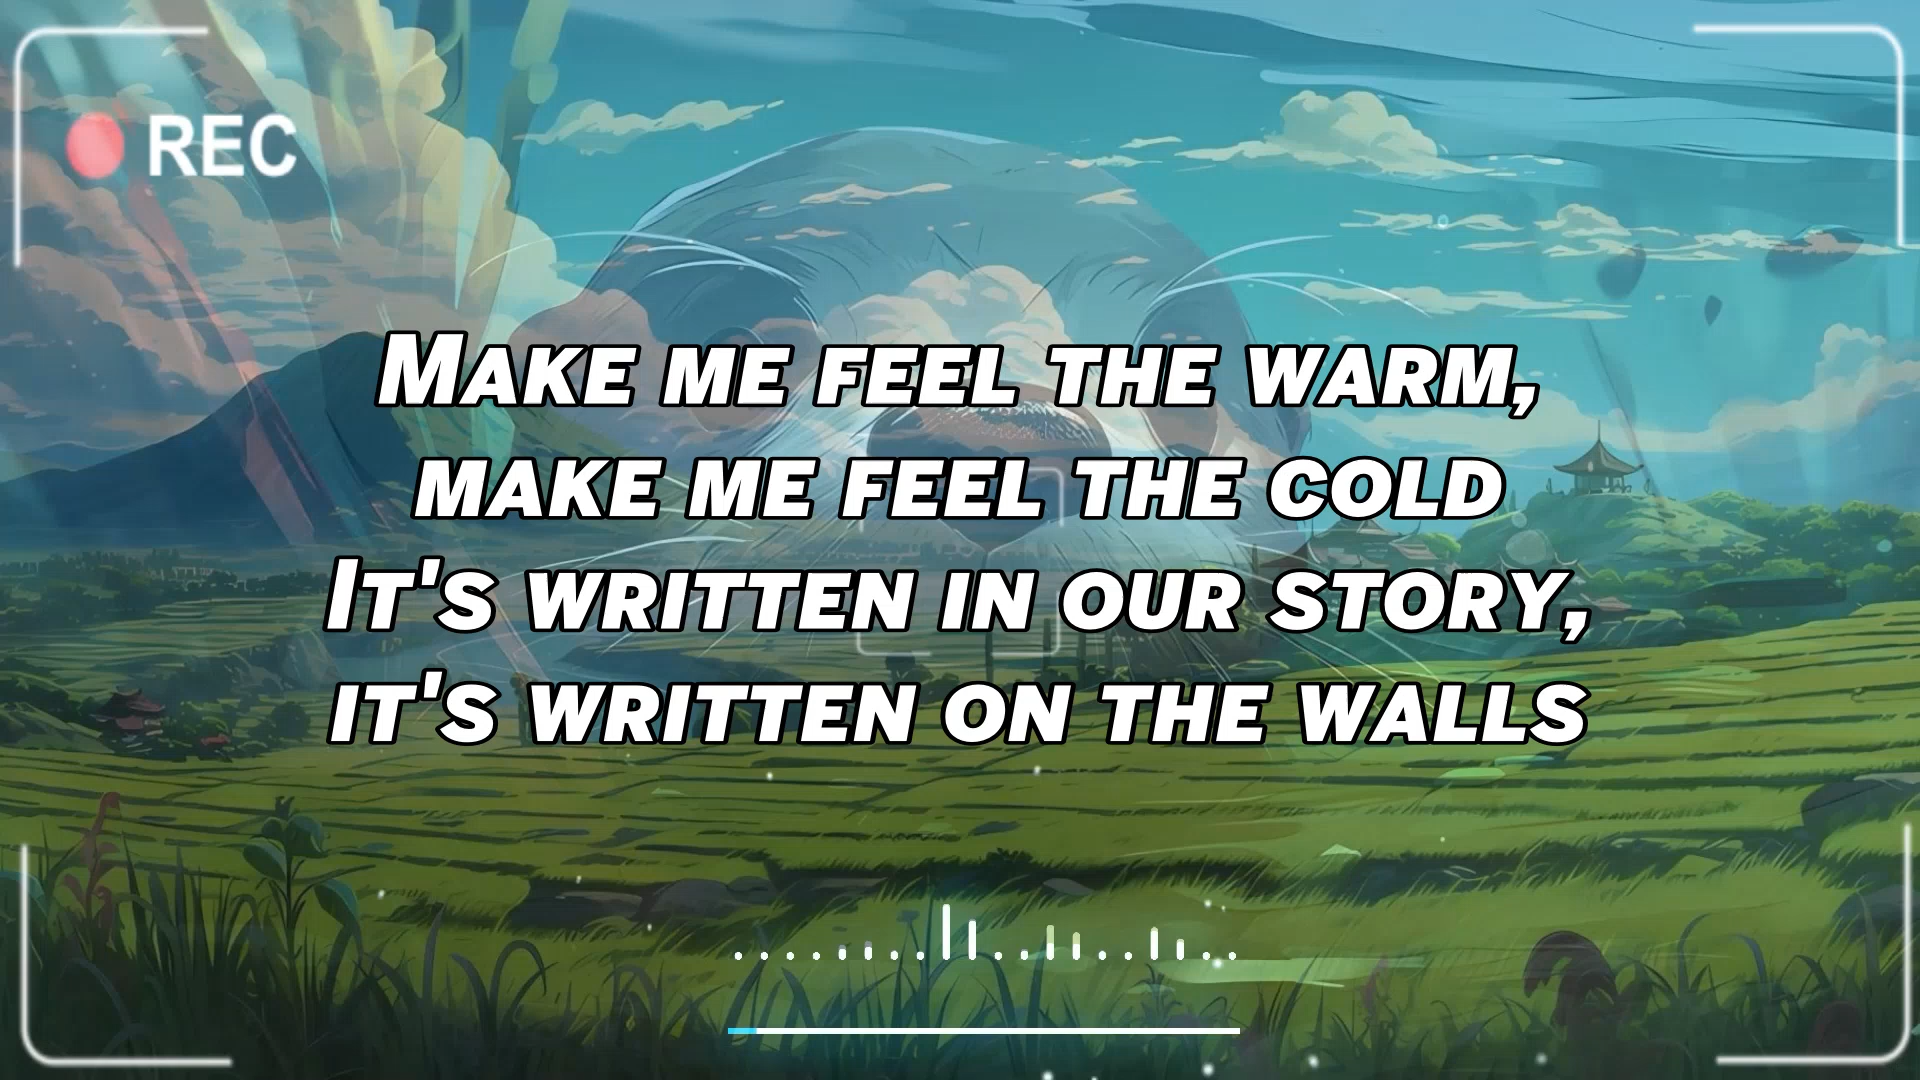 REC
Make me feel the warm,
make me feel the cold
It's written in our story,
it's written on the walls